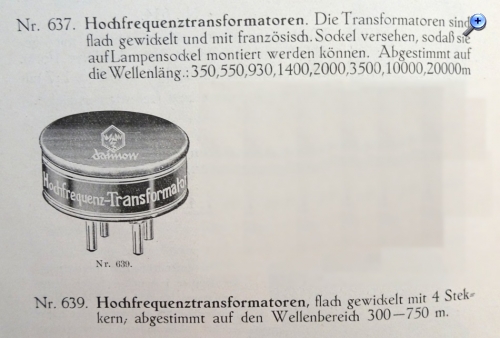 Nr. 637. Hochfrequenztransformatoren. Die Transformatoren sind
flach gewickelt und mit französisch. Sockel versehen, sodaß sie
auf Lampensockel montiert werden können. Abgestimmt auf
die Wellenläng.: 350,550,930,1400,2000,3500,10000,20000m
daimon
Hochfrequenz-Transformator
Nr. 639.
Nr. 639. Hochfrequenztransformatoren, flach gewickelt mit 4 Stek-
kern, abgestimmt auf den Wellenbereich 300—750 m.